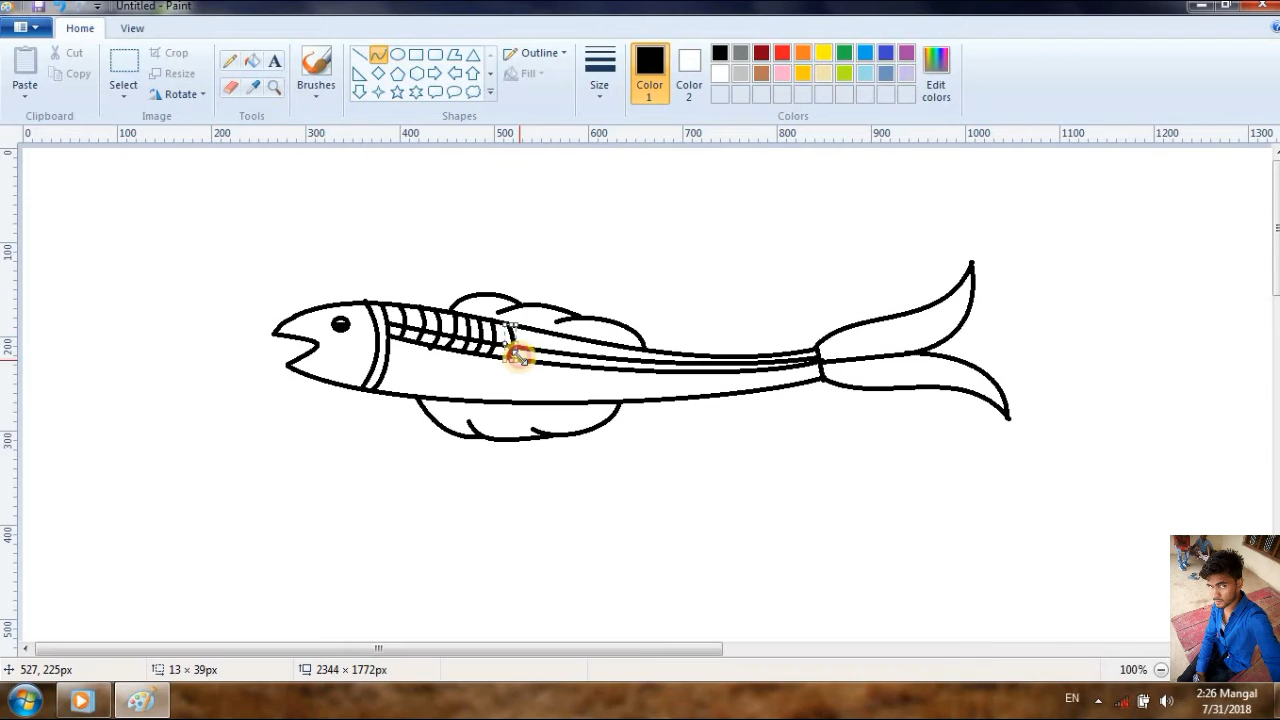 Untitled - Paint
Home View
Paste
Cut
Copy
Clipboard
Select
Crop
Resize
Rotate
Image
A
Tools
Brushes
Outline
Fill
Shapes
Size
Color 1
Color 2
Edit colors
Colors
0 100 200 300 400 500 600 700 800 900 1000 1100 1200 1300
0
100
200
300
400
500
527, 225px 13 × 39px 2344 × 1772px 100%
EN 2:26 Mangal
7/31/2018